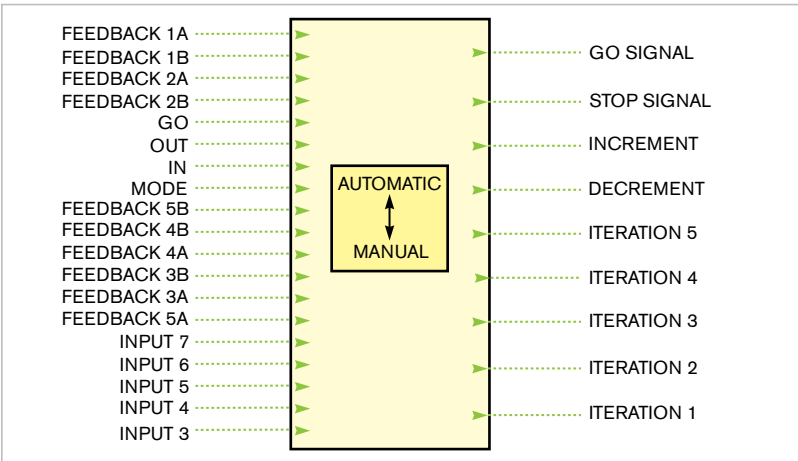 FEEDBACK 1A
FEEDBACK 1B
FEEDBACK 2A
FEEDBACK 2B
GO
OUT
IN
MODE
FEEDBACK 5B
FEEDBACK 4B
FEEDBACK 4A
FEEDBACK 3B
FEEDBACK 3A
FEEDBACK 5A
INPUT 7
INPUT 6
INPUT 5
INPUT 4
INPUT 3
AUTOMATIC
MANUAL
GO SIGNAL
STOP SIGNAL
INCREMENT
DECREMENT
ITERATION 5
ITERATION 4
ITERATION 3
ITERATION 2
ITERATION 1